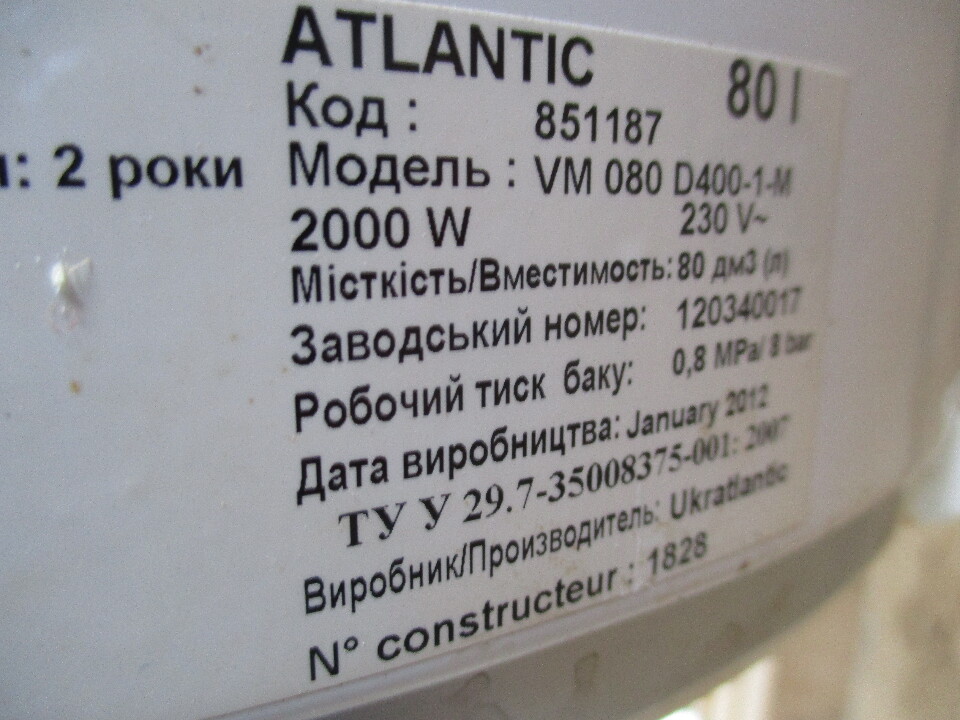 ATLANTIC 80 l
Код : 851187
: 2 роки
Модель : VM 080 D400-1-M
2000 W 230 V~
Місткість/Вместимость: 80 дм3 (л)
Заводський номер: 120340017
Робочий тиск баку: 0,8 MPa/ 8 bar
Дата виробництва: January 2012
ТУ У 29.7-35008375-001: 2007
Виробник/Производитель: Ukratlantic
N° constructeur : 1828